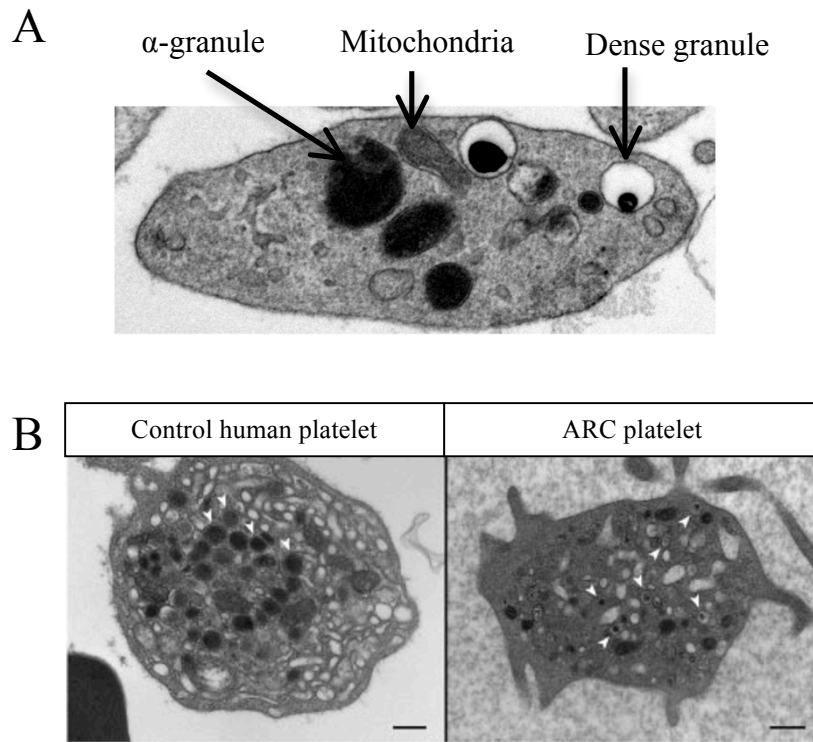 A
α-granule
Mitochondria
Dense granule
B
Control human platelet
ARC platelet